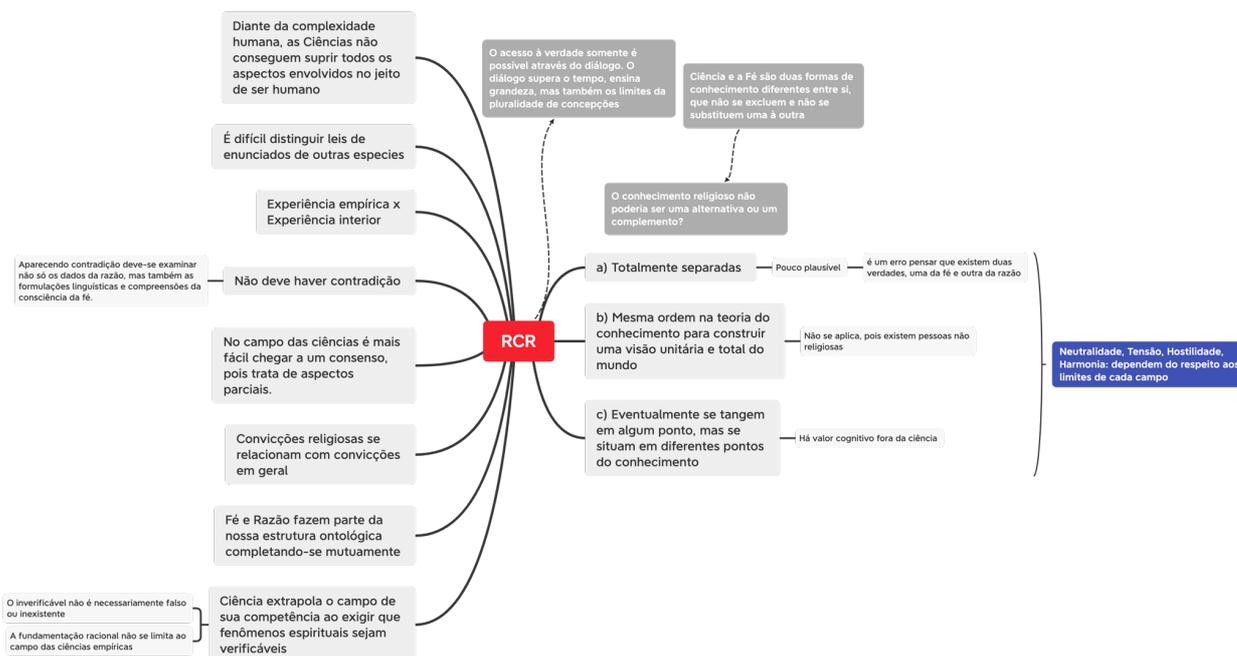 Diante da complexidade
humana, as Ciências não
conseguem suprir todos os
aspectos envolvidos no jeito
de ser humano
É difícil distinguir leis de
enunciados de outras especies
Experiência empírica x
Experiência interior
Não deve haver contradição
Aparecendo contradição deve-se examinar
não só os dados da razão, mas também as
formulações linguísticas e compreensões da
consciência da fé.
No campo das ciências é mais
fácil chegar a um consenso,
pois trata de aspectos
parciais.
Convicções religiosas se
relacionam com convicções
em geral
Fé e Razão fazem parte da
nossa estrutura ontológica
completando-se mutuamente
Ciência extrapola o campo de
sua competência ao exigir que
fenômenos espirituais sejam
verificáveis
O inverificável não é necessariamente falso
ou inexistente
A fundamentação racional não se limita ao
campo das ciências empíricas
RCR
O acesso à verdade somente é
possível através do diálogo. O
diálogo supera o tempo, ensina
grandeza, mas também os limites da
pluralidade de concepções
Ciência e a Fé são duas formas de
conhecimento diferentes entre si,
que não se excluem e não se
substituem uma à outra
O conhecimento religioso não
poderia ser uma alternativa ou um
complemento?
a) Totalmente separadas
Pouco plausível
é um erro pensar que existem duas
verdades, uma da fé e outra da razão
b) Mesma ordem na teoria do
conhecimento para construir
uma visão unitária e total do
mundo
Não se aplica, pois existem pessoas não
religiosas
c) Eventualmente se tangem
em algum ponto, mas se
situam em diferentes pontos
do conhecimento
Há valor cognitivo fora da ciência
Neutralidade, Tensão, Hostilidade,
Harmonia: dependem do respeito aos
limites de cada campo